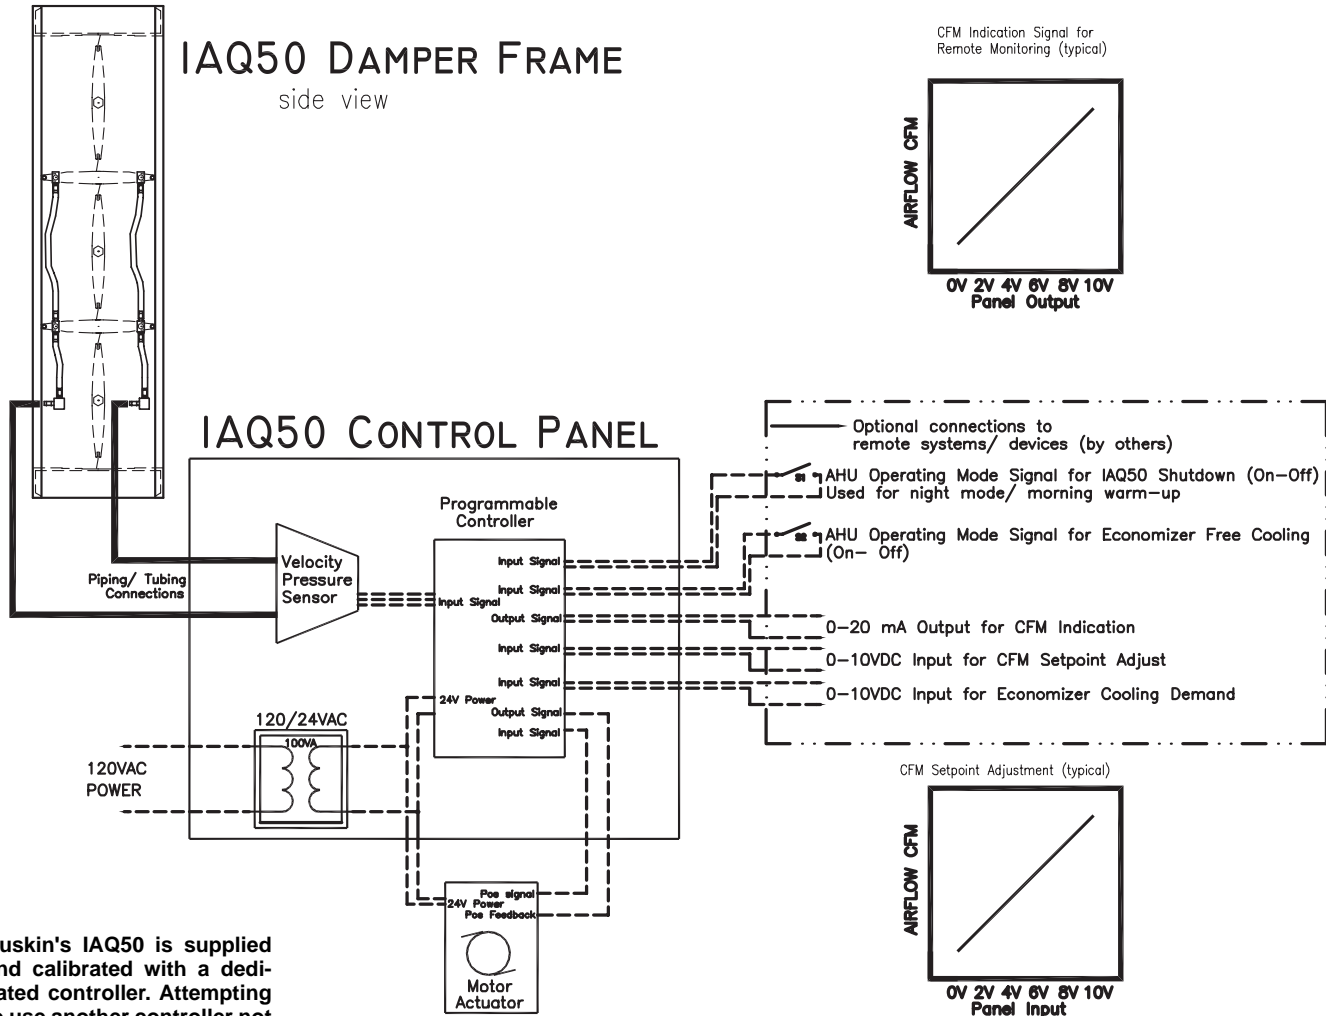 IAQ50 DAMPER FRAME
side view
CFM Indication Signal for
Remote Monitoring (typical)
AIRFLOW CFM
0V 2V 4V 6V 8V 10V
Panel Output
IAQ50 CONTROL PANEL
Programmable
Controller
Velocity
Pressure
Sensor
Piping/ Tubing
Connections
Input Signal
Input Signal
Input Signal
Output Signal
Input Signal
Input Signal
24V Power
Output Signal
Input Signal
120/24VAC
100VA
120VAC
POWER
Pos signal
24V Power
Pos Feedback
Motor
Actuator
Optional connections to
remote systems/ devices (by others)
S1
AHU Operating Mode Signal for IAQ50 Shutdown (On-Off)
Used for night mode/ morning warm-up
S2
AHU Operating Mode Signal for Economizer Free Cooling
(On- Off)
0-20 mA Output for CFM Indication
0-10VDC Input for CFM Setpoint Adjust
0-10VDC Input for Economizer Cooling Demand
CFM Setpoint Adjustment (typical)
AIRFLOW CFM
0V 2V 4V 6V 8V 10V
Panel Input
uskin's IAQ50 is supplied
nd calibrated with a dedi-
ated controller. Attempting
use another controller not